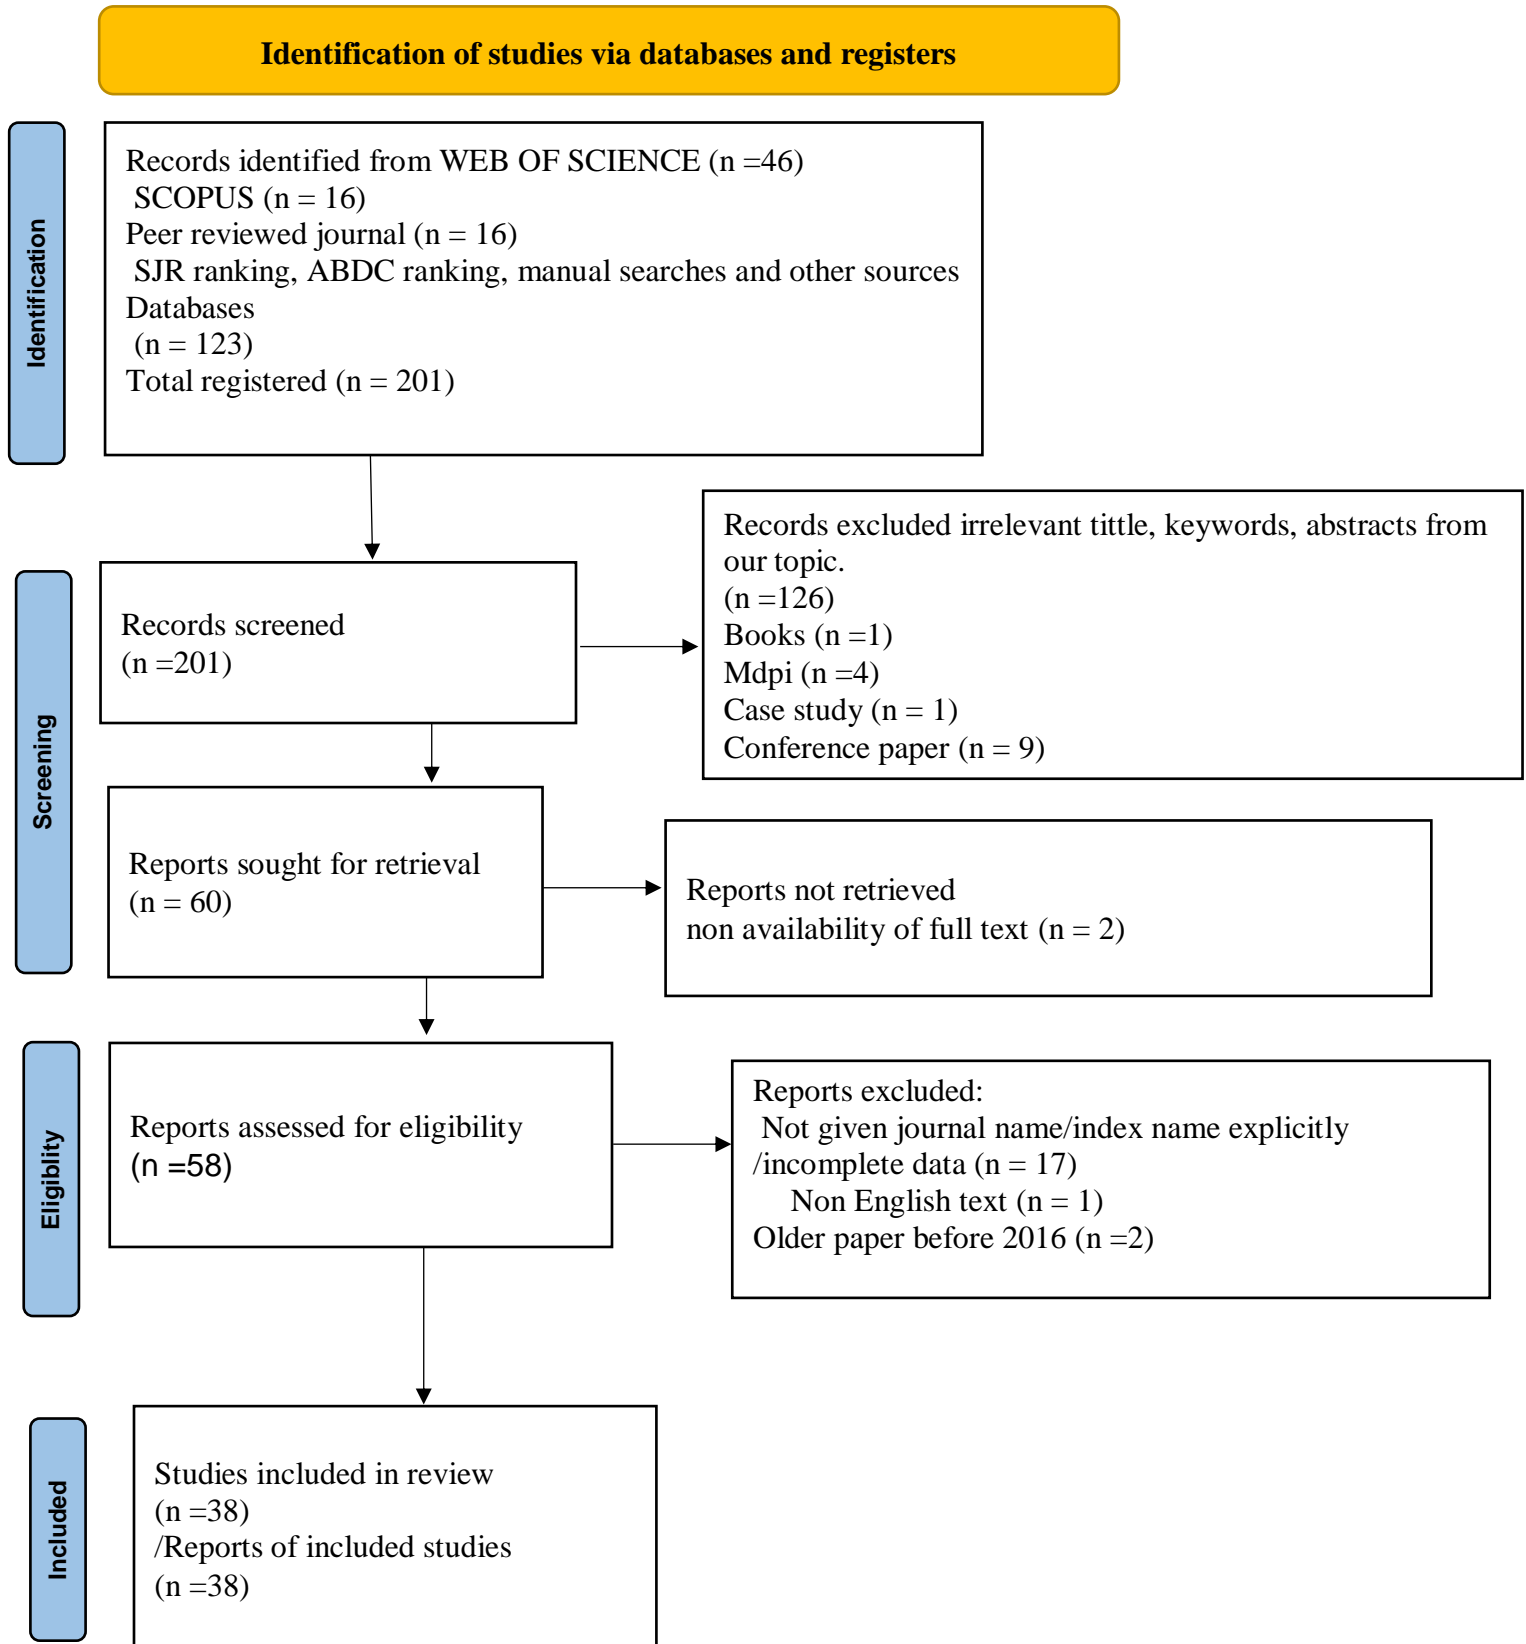 Identification of studies via databases and registers
Identification
Records identified from WEB OF SCIENCE (n =46)
SCOPUS (n = 16)
Peer reviewed journal (n = 16)
SJR ranking, ABDC ranking, manual searches and other sources
Databases
(n = 123)
Total registered (n = 201)
Screening
Records screened
(n =201)
Records excluded irrelevant tittle, keywords, abstracts from
our topic.
(n =126)
Books (n =1)
Mdpi (n =4)
Case study (n = 1)
Conference paper (n = 9)
Reports sought for retrieval
(n = 60)
Reports not retrieved
non availability of full text (n = 2)
Eligiblity
Reports assessed for eligibility
(n =58)
Reports excluded:
Not given journal name/index name explicitly
/incomplete data (n = 17)
Non English text (n = 1)
Older paper before 2016 (n =2)
Included
Studies included in review
(n =38)
/Reports of included studies
(n =38)